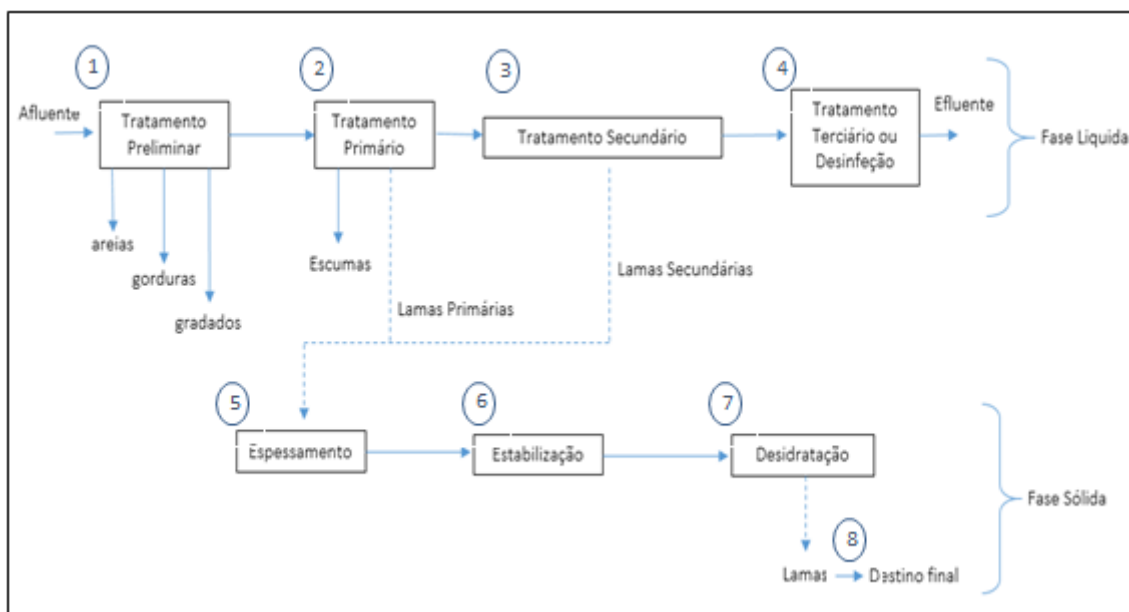 1
2
3
4
Afluente
Tratamento
Preliminar
Tratamento
Primário
Tratamento Secundário
Tratamento
Terciário ou
Desinfeção
Efluente
Fase Liquida
areias
gorduras
gradados
Escumas
Lamas Primárias
Lamas Secundárias
5
6
7
Espessamento
Estabilização
Desidratação
Fase Sólida
8
Lamas
Destino final